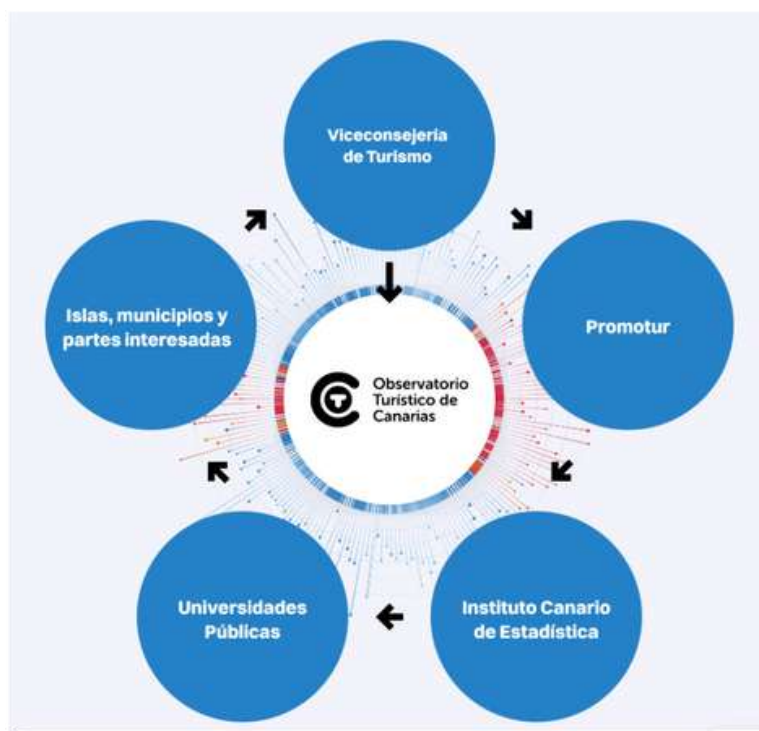 Viceconsejería
de Turismo
Islas, municipios y
partes interesadas
Promotur
Observatorio
Turístico de
Canarias
Universidades
Públicas
Instituto Canario
de Estadística